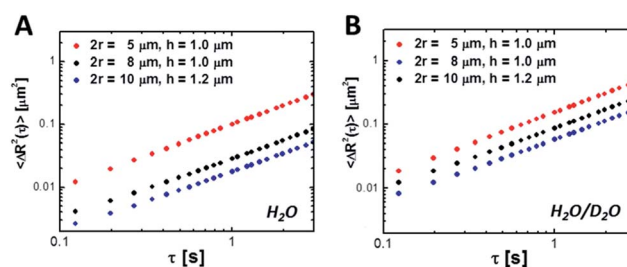 A
<ΔR²(τ)> [μm²]
1
0.1
0.01
2r = 5 μm, h = 1.0 μm
2r = 8 μm, h = 1.0 μm
2r = 10 μm, h = 1.2 μm
H₂O
0.1
1
τ [s]
B
<ΔR²(τ)> [μm²]
1
0.1
0.01
2r = 5 μm, h = 1.0 μm
2r = 8 μm, h = 1.0 μm
2r = 10 μm, h = 1.2 μm
H₂O/D₂O
0.1
1
τ [s]